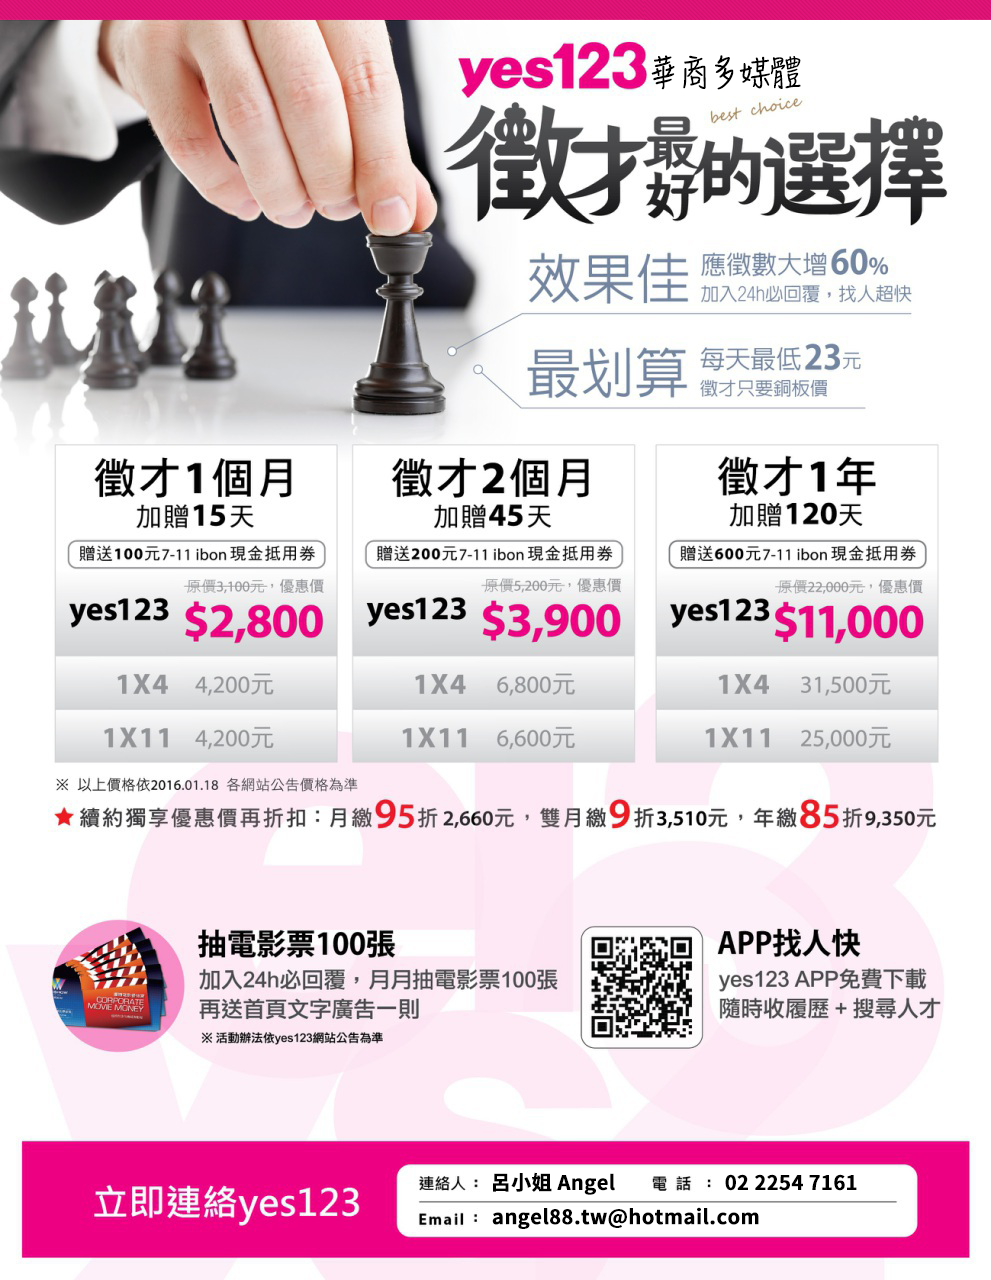 yes123華商多媒體
best choice
徵才最好的選擇
效果佳 應徵數大增60%
加入24h必回覆，找人超快
最划算 每天最低23元
徵才只要銅板價
徵才1個月
加贈15天
贈送100元7-11 ibon 現金抵用券
原價3,100元，優惠價
yes123 $2,800
1X4 4,200元
1X11 4,200元
徵才2個月
加贈45天
贈送200元7-11 ibon 現金抵用券
原價5,200元，優惠價
yes123 $3,900
1X4 6,800元
1X11 6,600元
徵才1年
加贈120天
贈送600元7-11 ibon 現金抵用券
原價22,000元，優惠價
yes123 $11,000
1X4 31,500元
1X11 25,000元
※ 以上價格依2016.01.18 各網站公告價格為準
★ 續約獨享優惠價再折扣：月繳95折 2,660元，雙月繳9折3,510元，年繳85折9,350元
CORPORATE
MOVIE MONEY
抽電影票100張
加入24h必回覆，月月抽電影票100張
再送首頁文字廣告一則
※ 活動辦法依yes123網站公告為準
APP找人快
yes123 APP免費下載
隨時收履歷 + 搜尋人才
立即連絡yes123
連絡人： 呂小姐 Angel 電 話 ： 02 2254 7161
Email： angel88.tw@hotmail.com